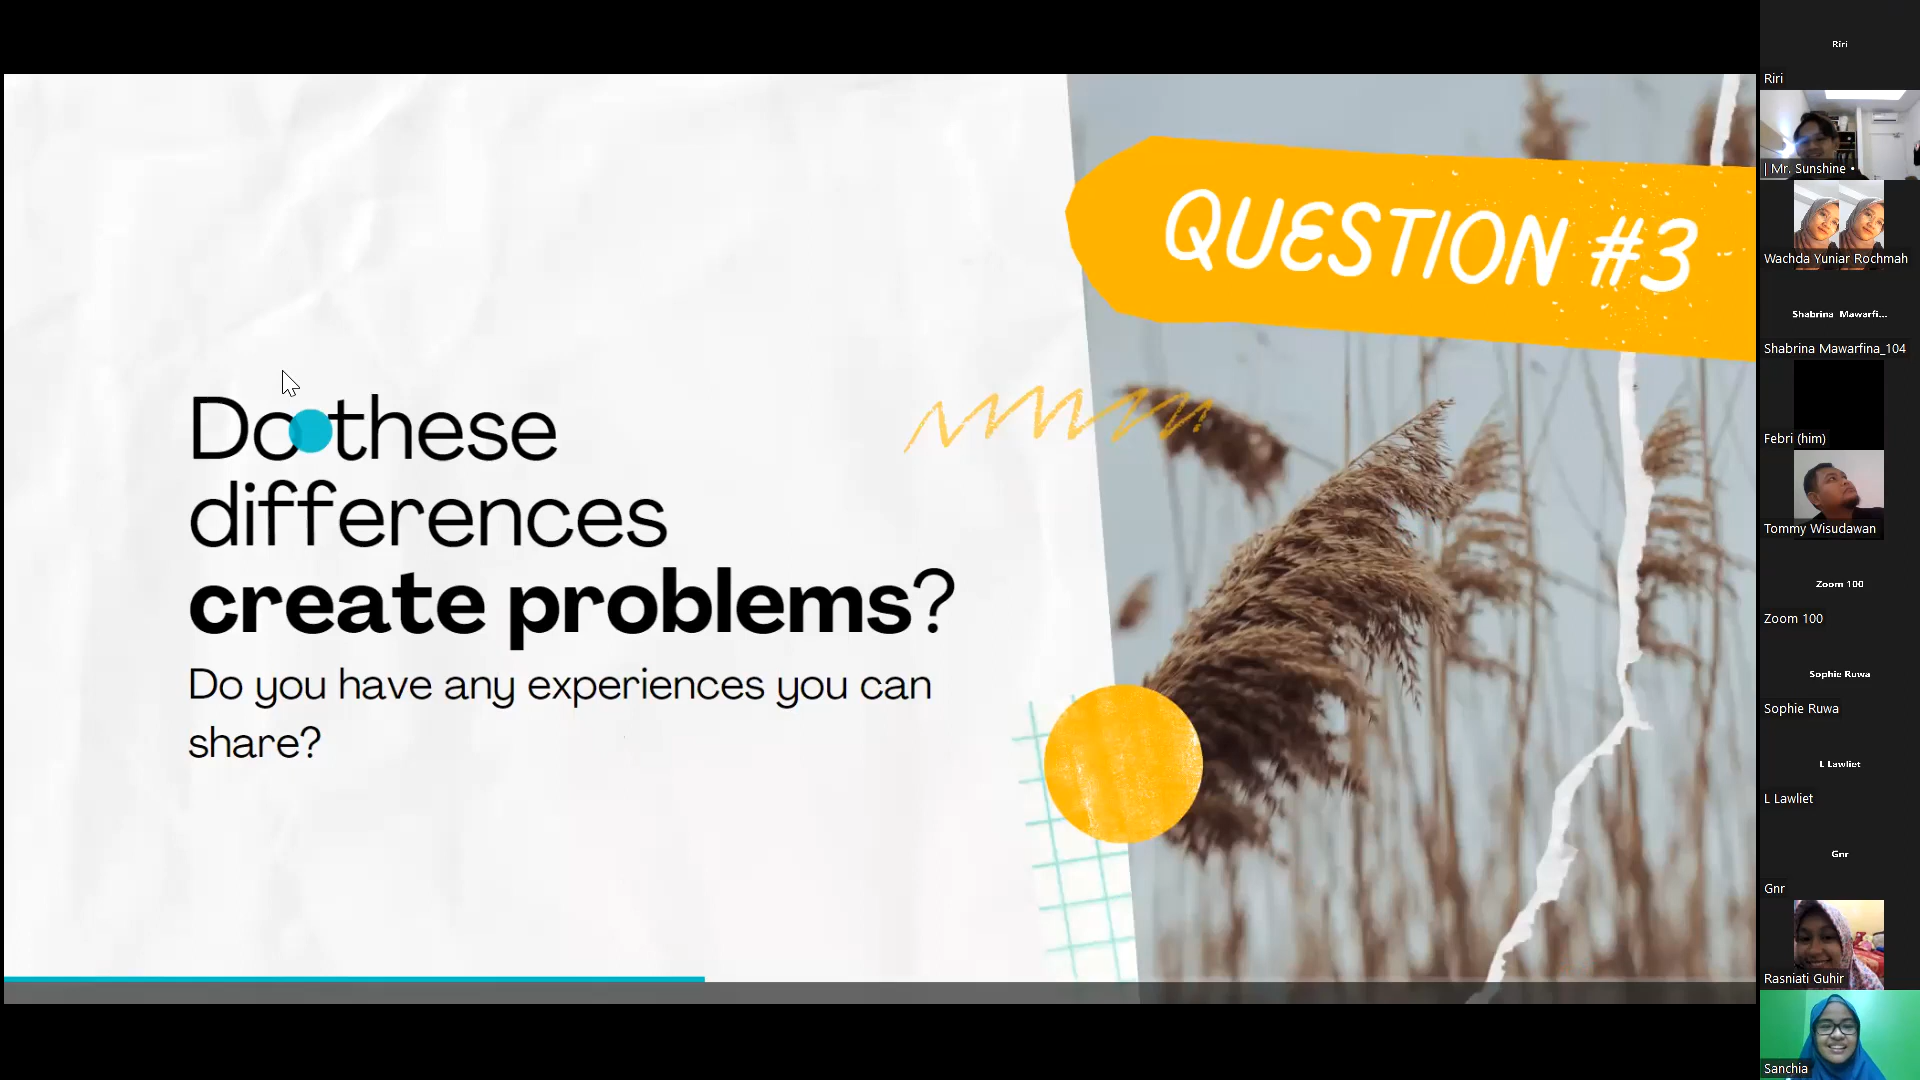 QUESTION #3
Do these
differences
create problems?
Do you have any experiences you can
share?
Riri
Riri
| Mr. Sunshine •
Wachda Yuniar Rochmah
Shabrina Mawarfi...
Shabrina Mawarfina_104
Febri (him)
Tommy Wisudawan
Zoom 100
Zoom 100
Sophie Ruwa
Sophie Ruwa
L Lawliet
L Lawliet
Gnr
Gnr
Rasniati Guhir
Sanchia